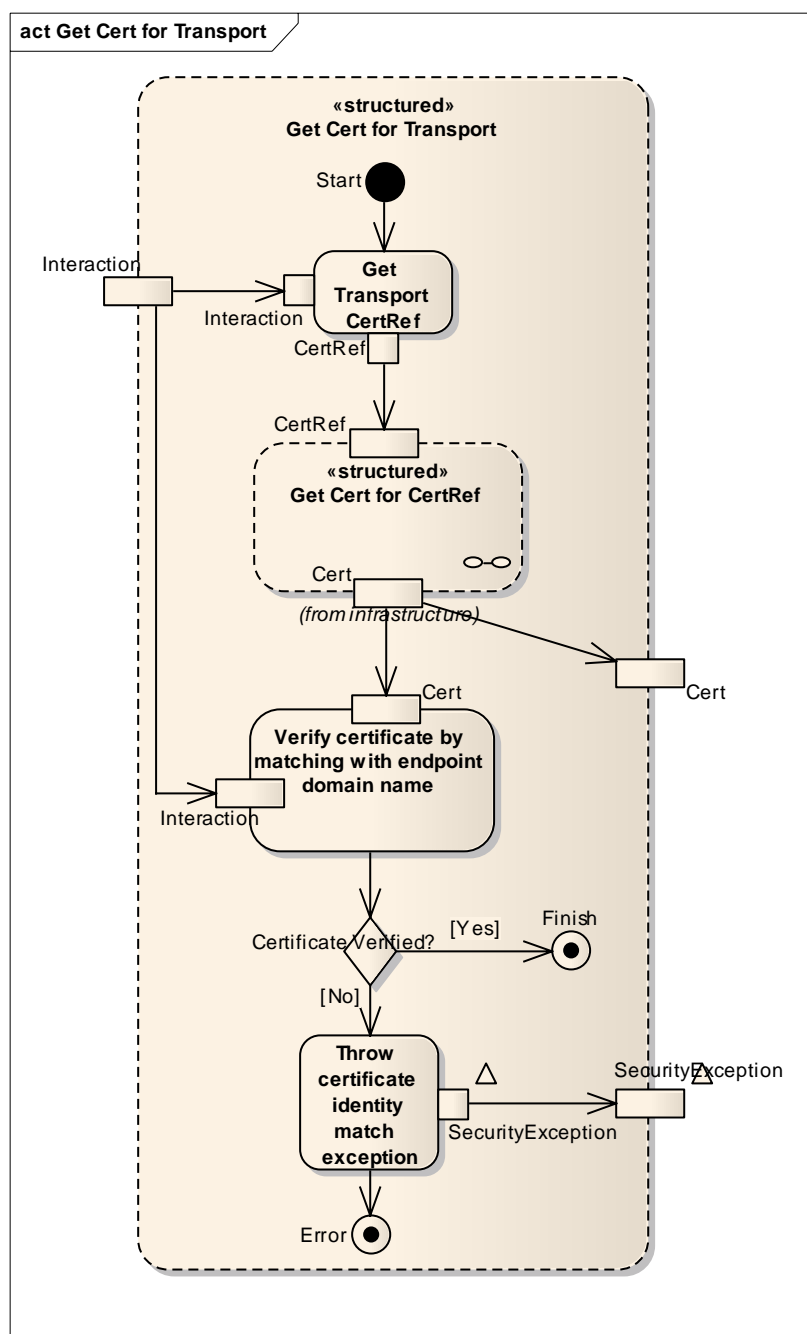 act Get Cert for Transport
«structured»
Get Cert for Transport
Start
Interaction
Get
Transport
CertRef
Interaction
CertRef
CertRef
«structured»
Get Cert for CertRef
Cert
(from infrastructure)
Cert
Cert
Verify certificate by
matching with endpoint
domain name
Interaction
Finish
[Yes]
Certificate Verified?
[No]
Throw
certificate
identity
match
exception
SecurityException
SecurityException
Error